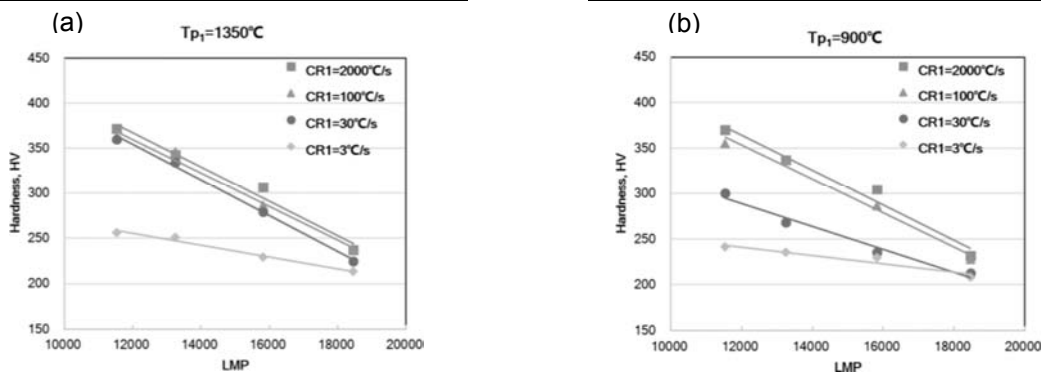 (a)
Tp1=1350℃
450
400
350
300
250
200
150
Hardness, HV
CR1=2000℃/s
CR1=100℃/s
CR1=30℃/s
CR1=3℃/s
10000 12000 14000 16000 18000 20000
LMP
(b)
Tp1=900℃
450
400
350
300
250
200
150
Hardness, HV
CR1=2000℃/s
CR1=100℃/s
CR1=30℃/s
CR1=3℃/s
10000 12000 14000 16000 18000 20000
LMP